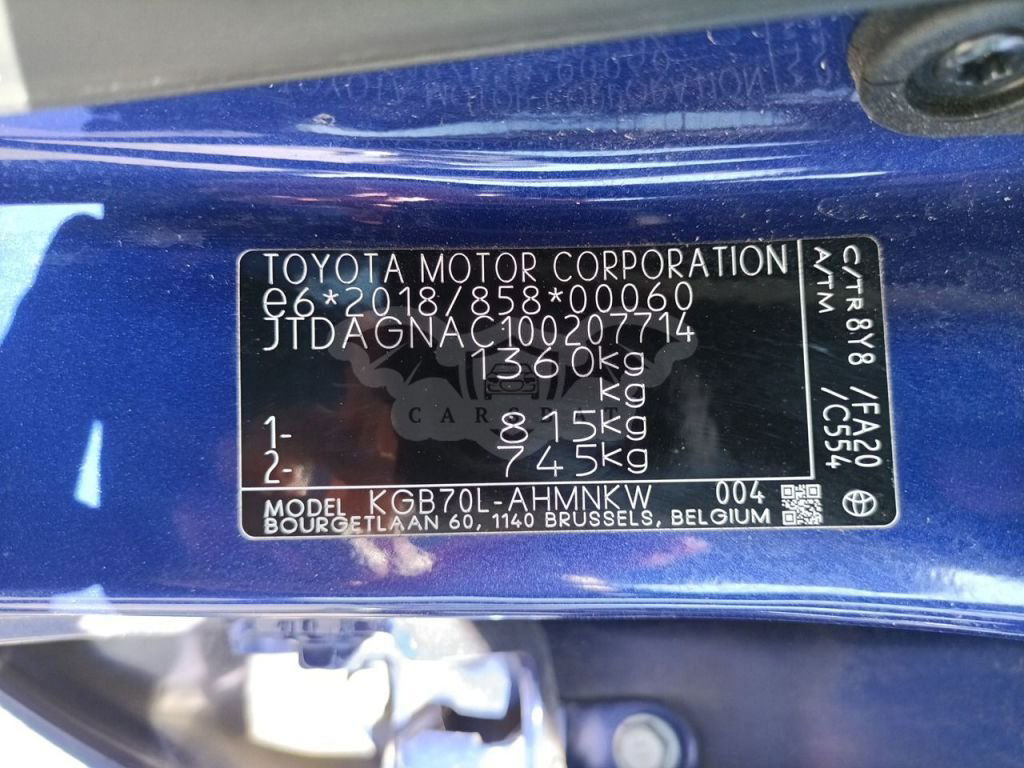 TOYOTA MOTOR CORPORATION
e6*2018/858*00060
JTDAGNAC100207714
1360kg
kg
1- 815kg
2- 745kg
C/TR 8Y8 /FA20
A/TM /C554
MODEL KGB70L-AHMNKW 004
BOURGETLAAN 60, 1140 BRUSSELS, BELGIUM
CARSEAT